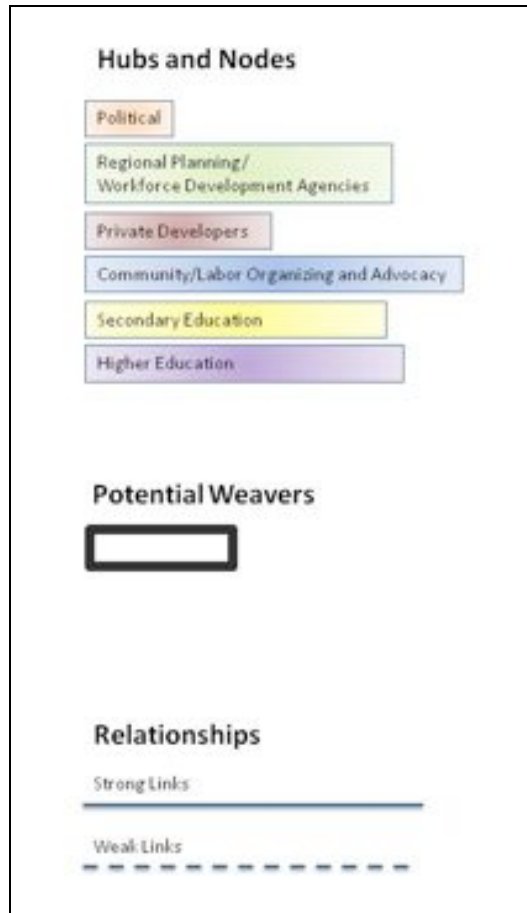 Hubs and Nodes
Political
Regional Planning/
Workforce Development Agencies
Private Developers
Community/Labor Organizing and Advocacy
Secondary Education
Higher Education
Potential Weavers
Relationships
Strong Links
Weak Links